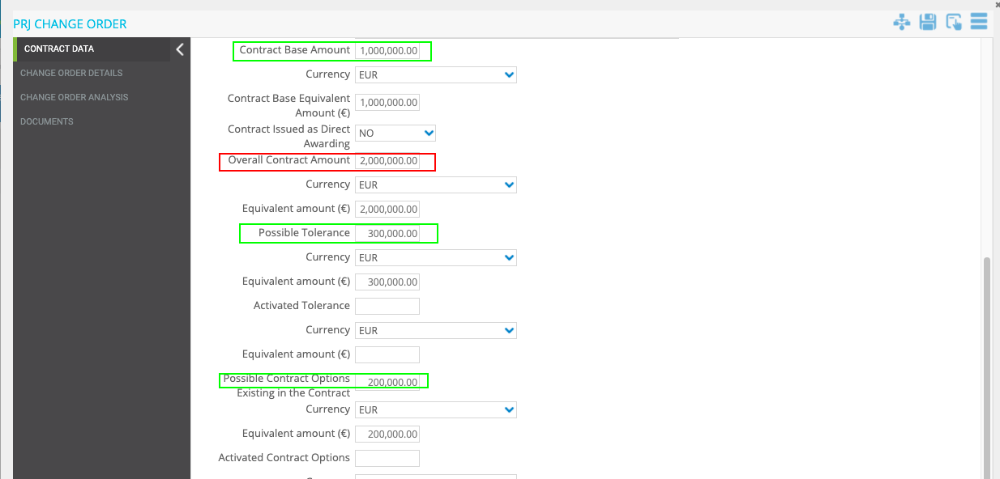 PRJ CHANGE ORDER
CONTRACT DATA
CHANGE ORDER DETAILS
CHANGE ORDER ANALYSIS
DOCUMENTS
Contract Base Amount 1,000,000.00
Currency EUR
Contract Base Equivalent
Amount (€) 1,000,000.00
Contract Issued as Direct
Awarding NO
Overall Contract Amount 2,000,000.00
Currency EUR
Equivalent amount (€) 2,000,000.00
Possible Tolerance 300,000.00
Currency EUR
Equivalent amount (€) 300,000.00
Activated Tolerance
Currency EUR
Equivalent amount (€)
Possible Contract Options 200,000.00
Existing in the Contract
Currency EUR
Equivalent amount (€) 200,000.00
Activated Contract Options